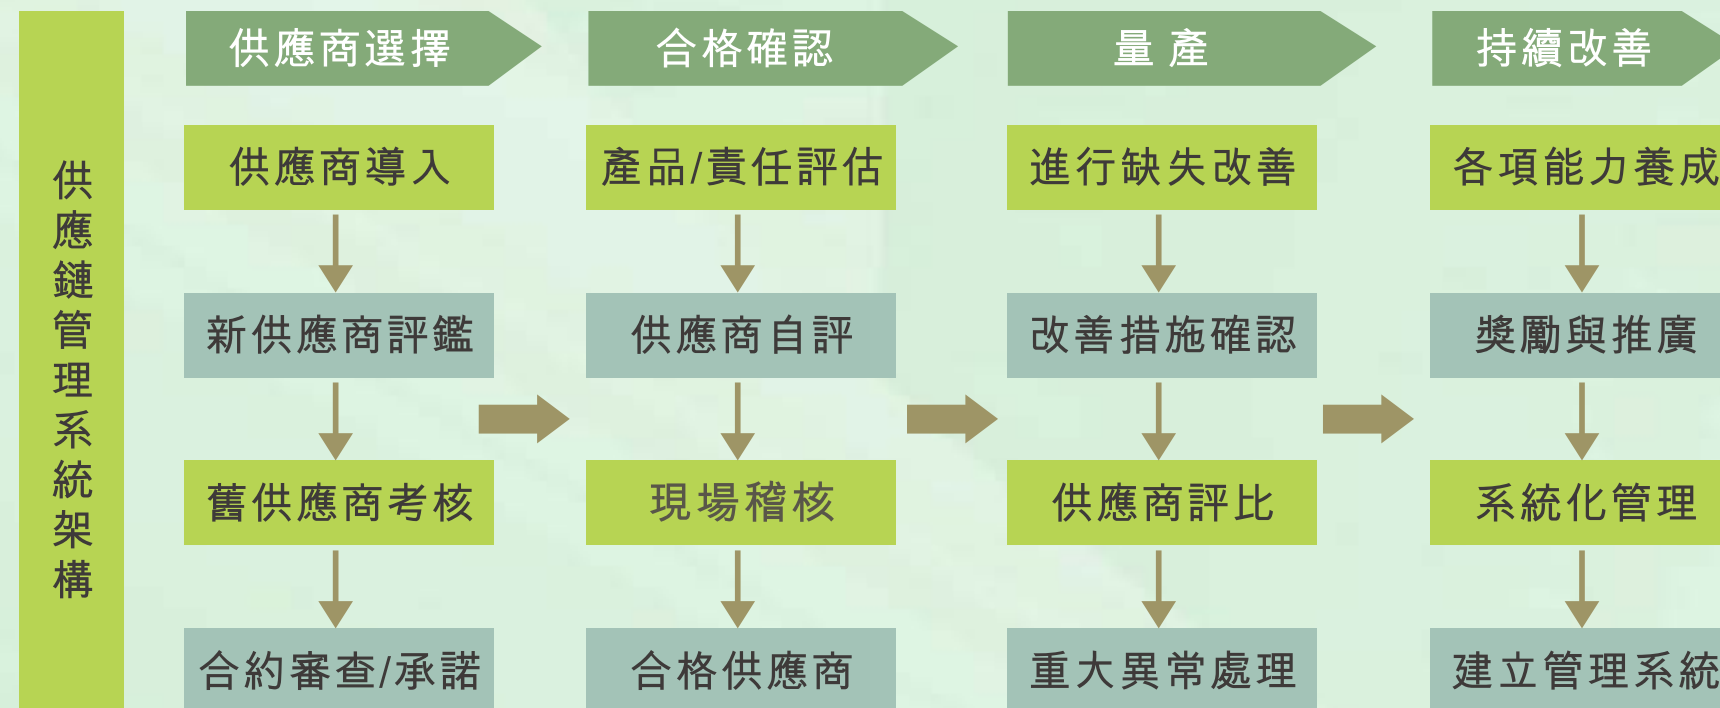 供應鏈管理系統架構
供應商選擇
合格確認
量產
持續改善
供應商導入
產品/責任評估
進行缺失改善
各項能力養成
新供應商評鑑
供應商自評
改善措施確認
獎勵與推廣
舊供應商考核
現場稽核
供應商評比
系統化管理
合約審查/承諾
合格供應商
重大異常處理
建立管理系統